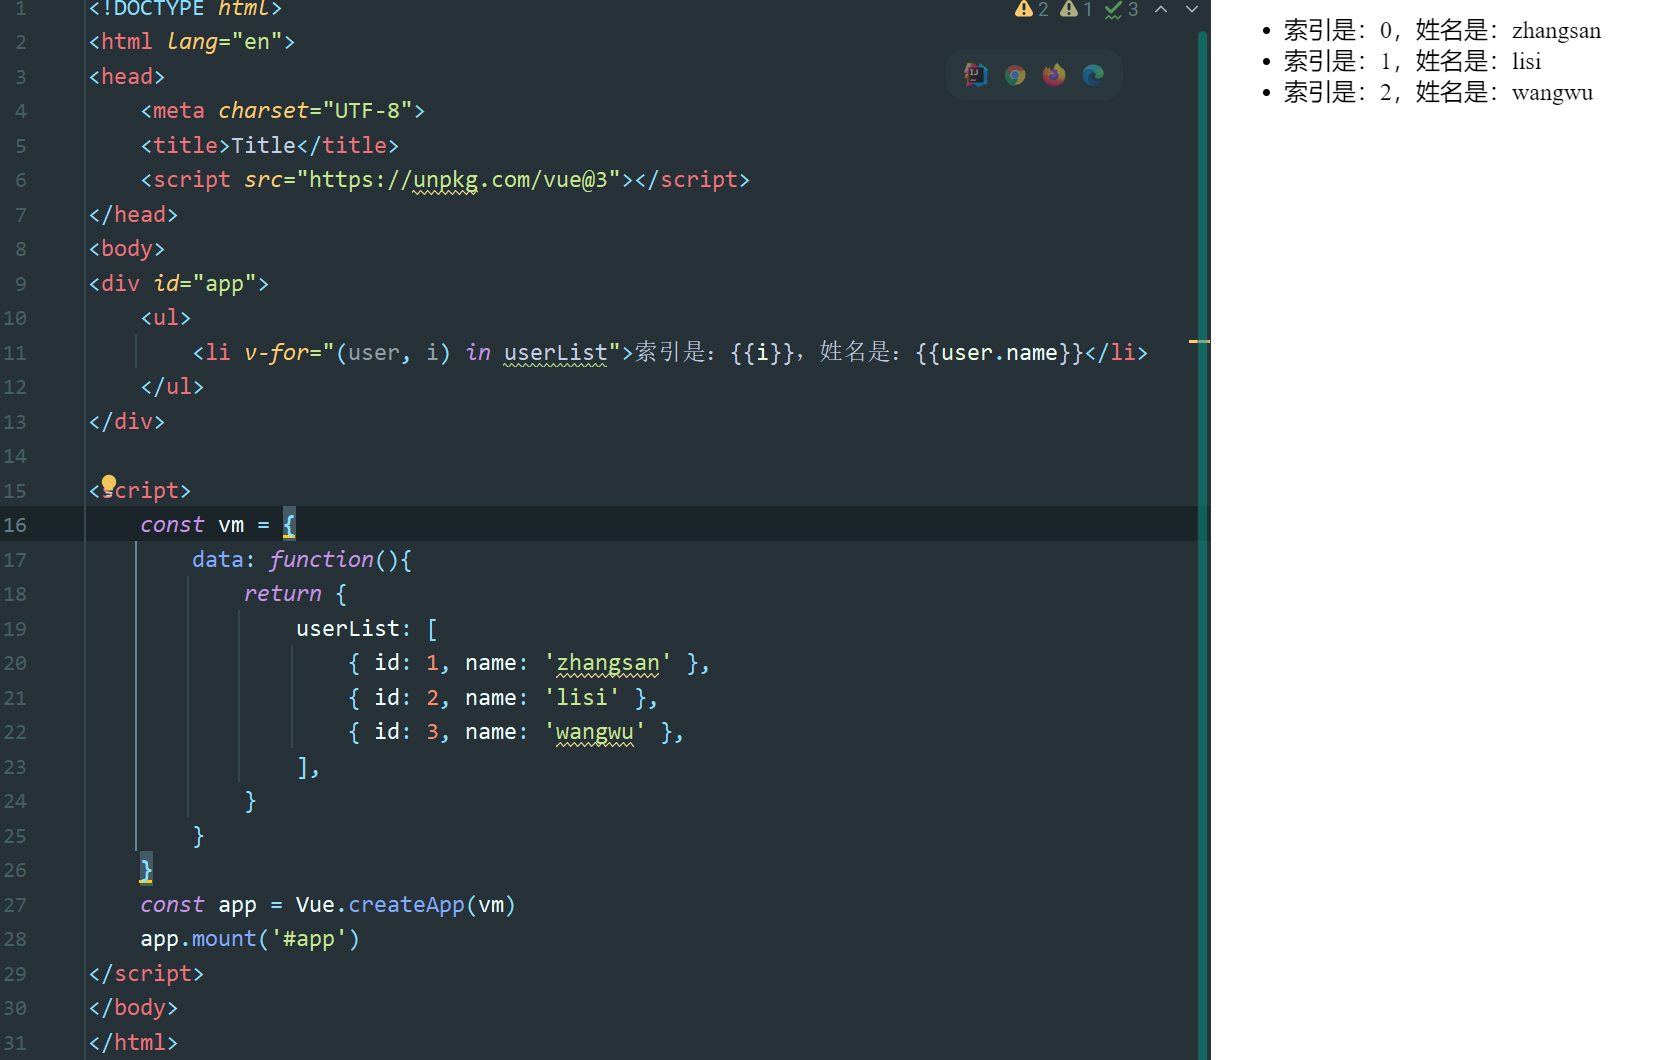 1 <!DOCTYPE html>
2 <html lang="en">
3 <head>
4     <meta charset="UTF-8">
5     <title>Title</title>
6     <script src="https://unpkg.com/vue@3"></script>
7 </head>
8 <body>
9 <div id="app">
10     <ul>
11         <li v-for="(user, i) in userList">索引是：{{i}}，姓名是：{{user.name}}</li>
12     </ul>
13 </div>
14
15 <script>
16     const vm = {
17         data: function(){
18             return {
19                 userList: [
20                     { id: 1, name: 'zhangsan' },
21                     { id: 2, name: 'lisi' },
22                     { id: 3, name: 'wangwu' },
23                 ],
24             }
25         }
26     }
27     const app = Vue.createApp(vm)
28     app.mount('#app')
29 </script>
30 </body>
31 </html>
2 1 3
• 索引是：0，姓名是：zhangsan
• 索引是：1，姓名是：lisi
• 索引是：2，姓名是：wangwu